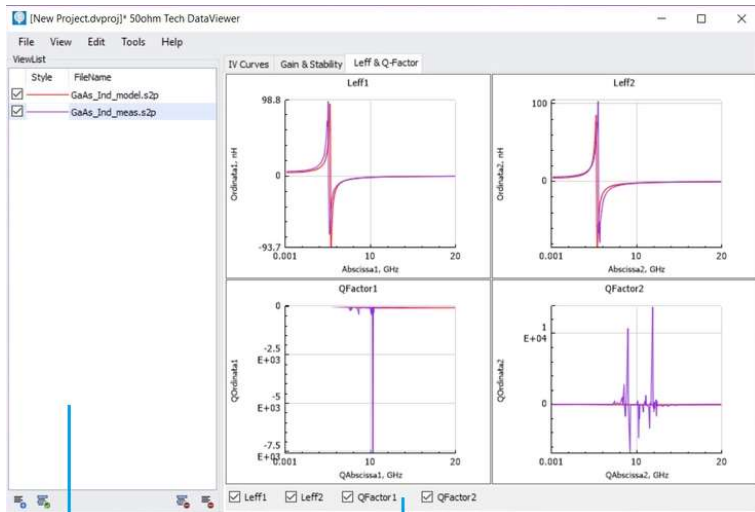 [New Project.dvproj]* 50ohm Tech DataViewer
File View Edit Tools Help
ViewList
Style FileName
GaAs_Ind_model.s2p
GaAs_Ind_meas.s2p
IV Curves Gain & Stability Leff & Q-Factor
Leff1
98.8
0
-93.7
Ordinata1, nH
0.001 10 20
Abscissa1, GHz
Leff2
100
0
Ordinata2, nH
0.001 10 20
Abscissa2, GHz
QFactor1
0
-2.5
E+03
-5
E+03
-7.5
E+03
QOrdinata1
0.001 10 20
QAbscissa1, GHz
QFactor2
1
E+04
0
QOrdinata2
0.001 10 20
QAbscissa2, GHz
Leff1 Leff2 QFactor1 QFactor2